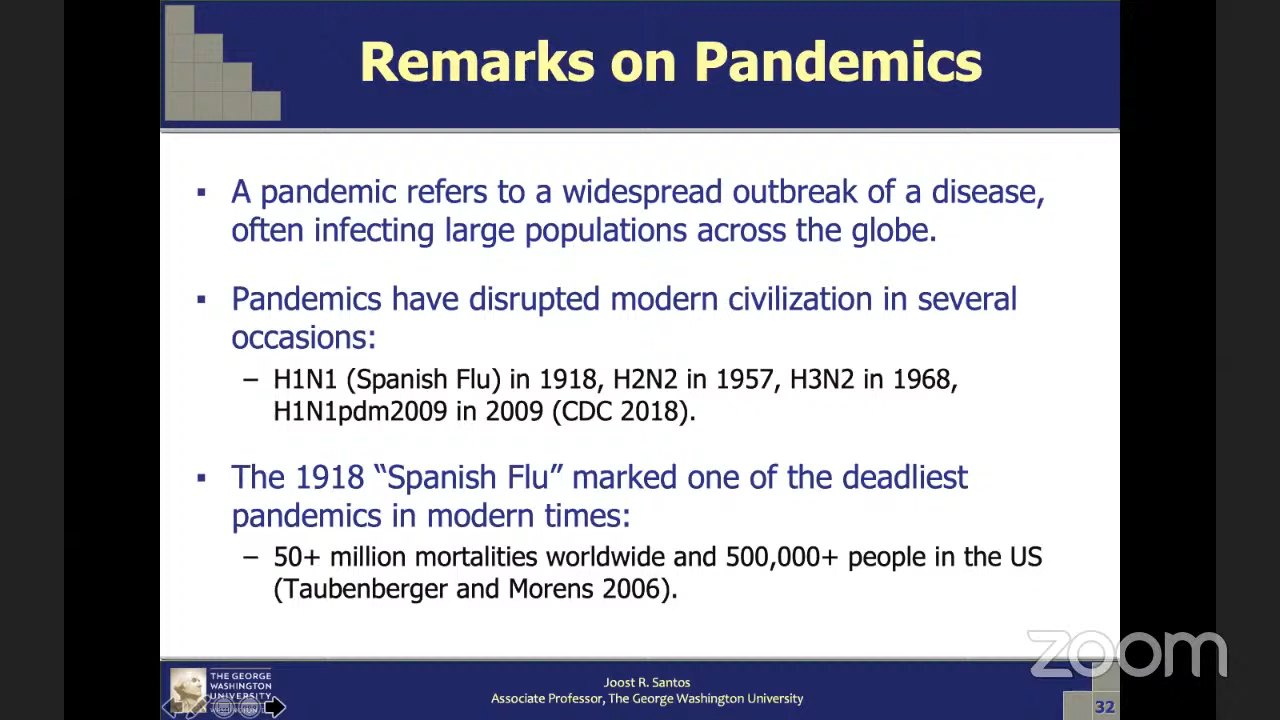 Remarks on Pandemics
▪ A pandemic refers to a widespread outbreak of a disease,
often infecting large populations across the globe.
▪ Pandemics have disrupted modern civilization in several
occasions:
– H1N1 (Spanish Flu) in 1918, H2N2 in 1957, H3N2 in 1968,
H1N1pdm2009 in 2009 (CDC 2018).
▪ The 1918 “Spanish Flu” marked one of the deadliest
pandemics in modern times:
– 50+ million mortalities worldwide and 500,000+ people in the US
(Taubenberger and Morens 2006).
zoom
THE GEORGE
WASHINGTON
UNIVERSITY
Joost R. Santos
Associate Professor, The George Washington University
32